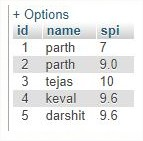 + Options
id name spi
1 parth 7
2 parth 9.0
3 tejas 10
4 keval 9.6
5 darshit 9.6